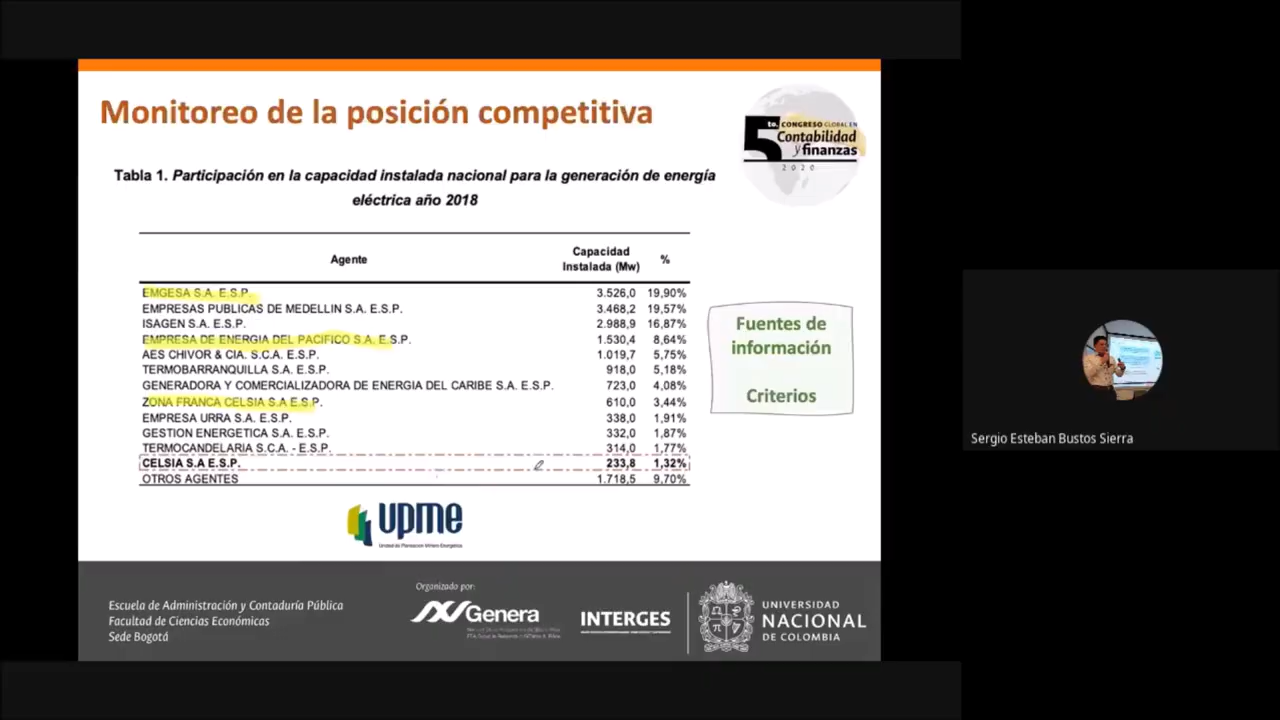 Monitoreo de la posición competitiva
5to. CONGRESO GLOBAL EN
Contabilidad
y finanzas
2020
Tabla 1. Participación en la capacidad instalada nacional para la generación de energía
eléctrica año 2018
Agente Capacidad Instalada (Mw) %
EMGESA S.A. E.S.P. 3.526,0 19,90%
EMPRESAS PUBLICAS DE MEDELLIN S.A. E.S.P. 3.468,2 19,57%
ISAGEN S.A. E.S.P. 2.988,9 16,87%
EMPRESA DE ENERGIA DEL PACIFICO S.A. E.S.P. 1.530,4 8,64%
AES CHIVOR & CIA. S.C.A. E.S.P. 1.019,7 5,75%
TERMOBARRANQUILLA S.A. E.S.P. 918,0 5,18%
GENERADORA Y COMERCIALIZADORA DE ENERGIA DEL CARIBE S.A. E.S.P. 723,0 4,08%
ZONA FRANCA CELSIA S.A E.S.P. 610,0 3,44%
EMPRESA URRA S.A. E.S.P. 338,0 1,91%
GESTION ENERGETICA S.A. E.S.P. 332,0 1,87%
TERMOCANDELARIA S.C.A. - E.S.P. 314,0 1,77%
CELSIA S.A E.S.P. 233,8 1,32%
OTROS AGENTES 1.718,5 9,70%
Fuentes de
información
Criterios
upme
Unidad de Planeación Minero Energética
Escuela de Administración y Contaduría Pública
Facultad de Ciencias Económicas
Sede Bogotá
Organizado por:
Genera
INTERGES
UNIVERSIDAD
NACIONAL
DE COLOMBIA
Sergio Esteban Bustos Sierra